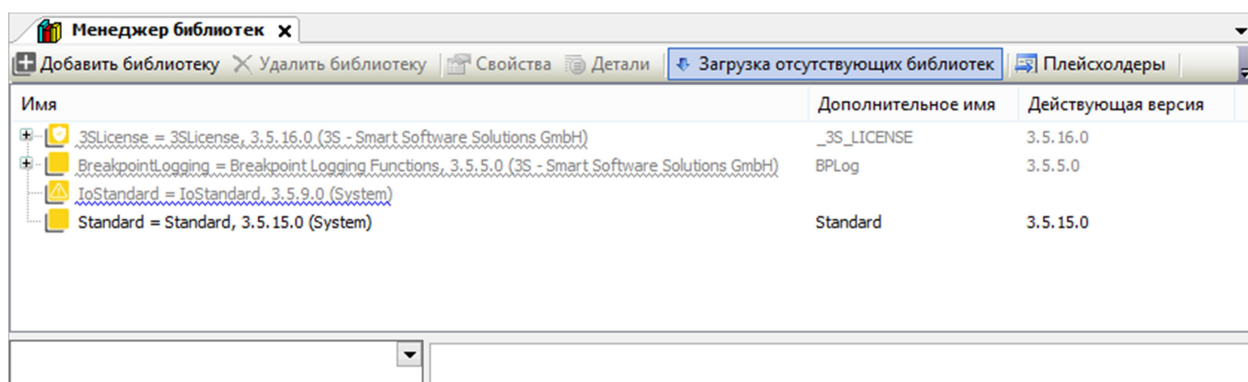 Менеджер библиотек
Добавить библиотеку Удалить библиотеку Свойства Детали Загрузка отсутствующих библиотек Плейсхолдеры
Имя Дополнительное имя Действующая версия
3SLicense = 3SLicense, 3.5.16.0 (3S - Smart Software Solutions GmbH) _3S_LICENSE 3.5.16.0
BreakpointLogging = Breakpoint Logging Functions, 3.5.5.0 (3S - Smart Software Solutions GmbH) BPLog 3.5.5.0
IoStandard = IoStandard, 3.5.9.0 (System)
Standard = Standard, 3.5.15.0 (System) Standard 3.5.15.0